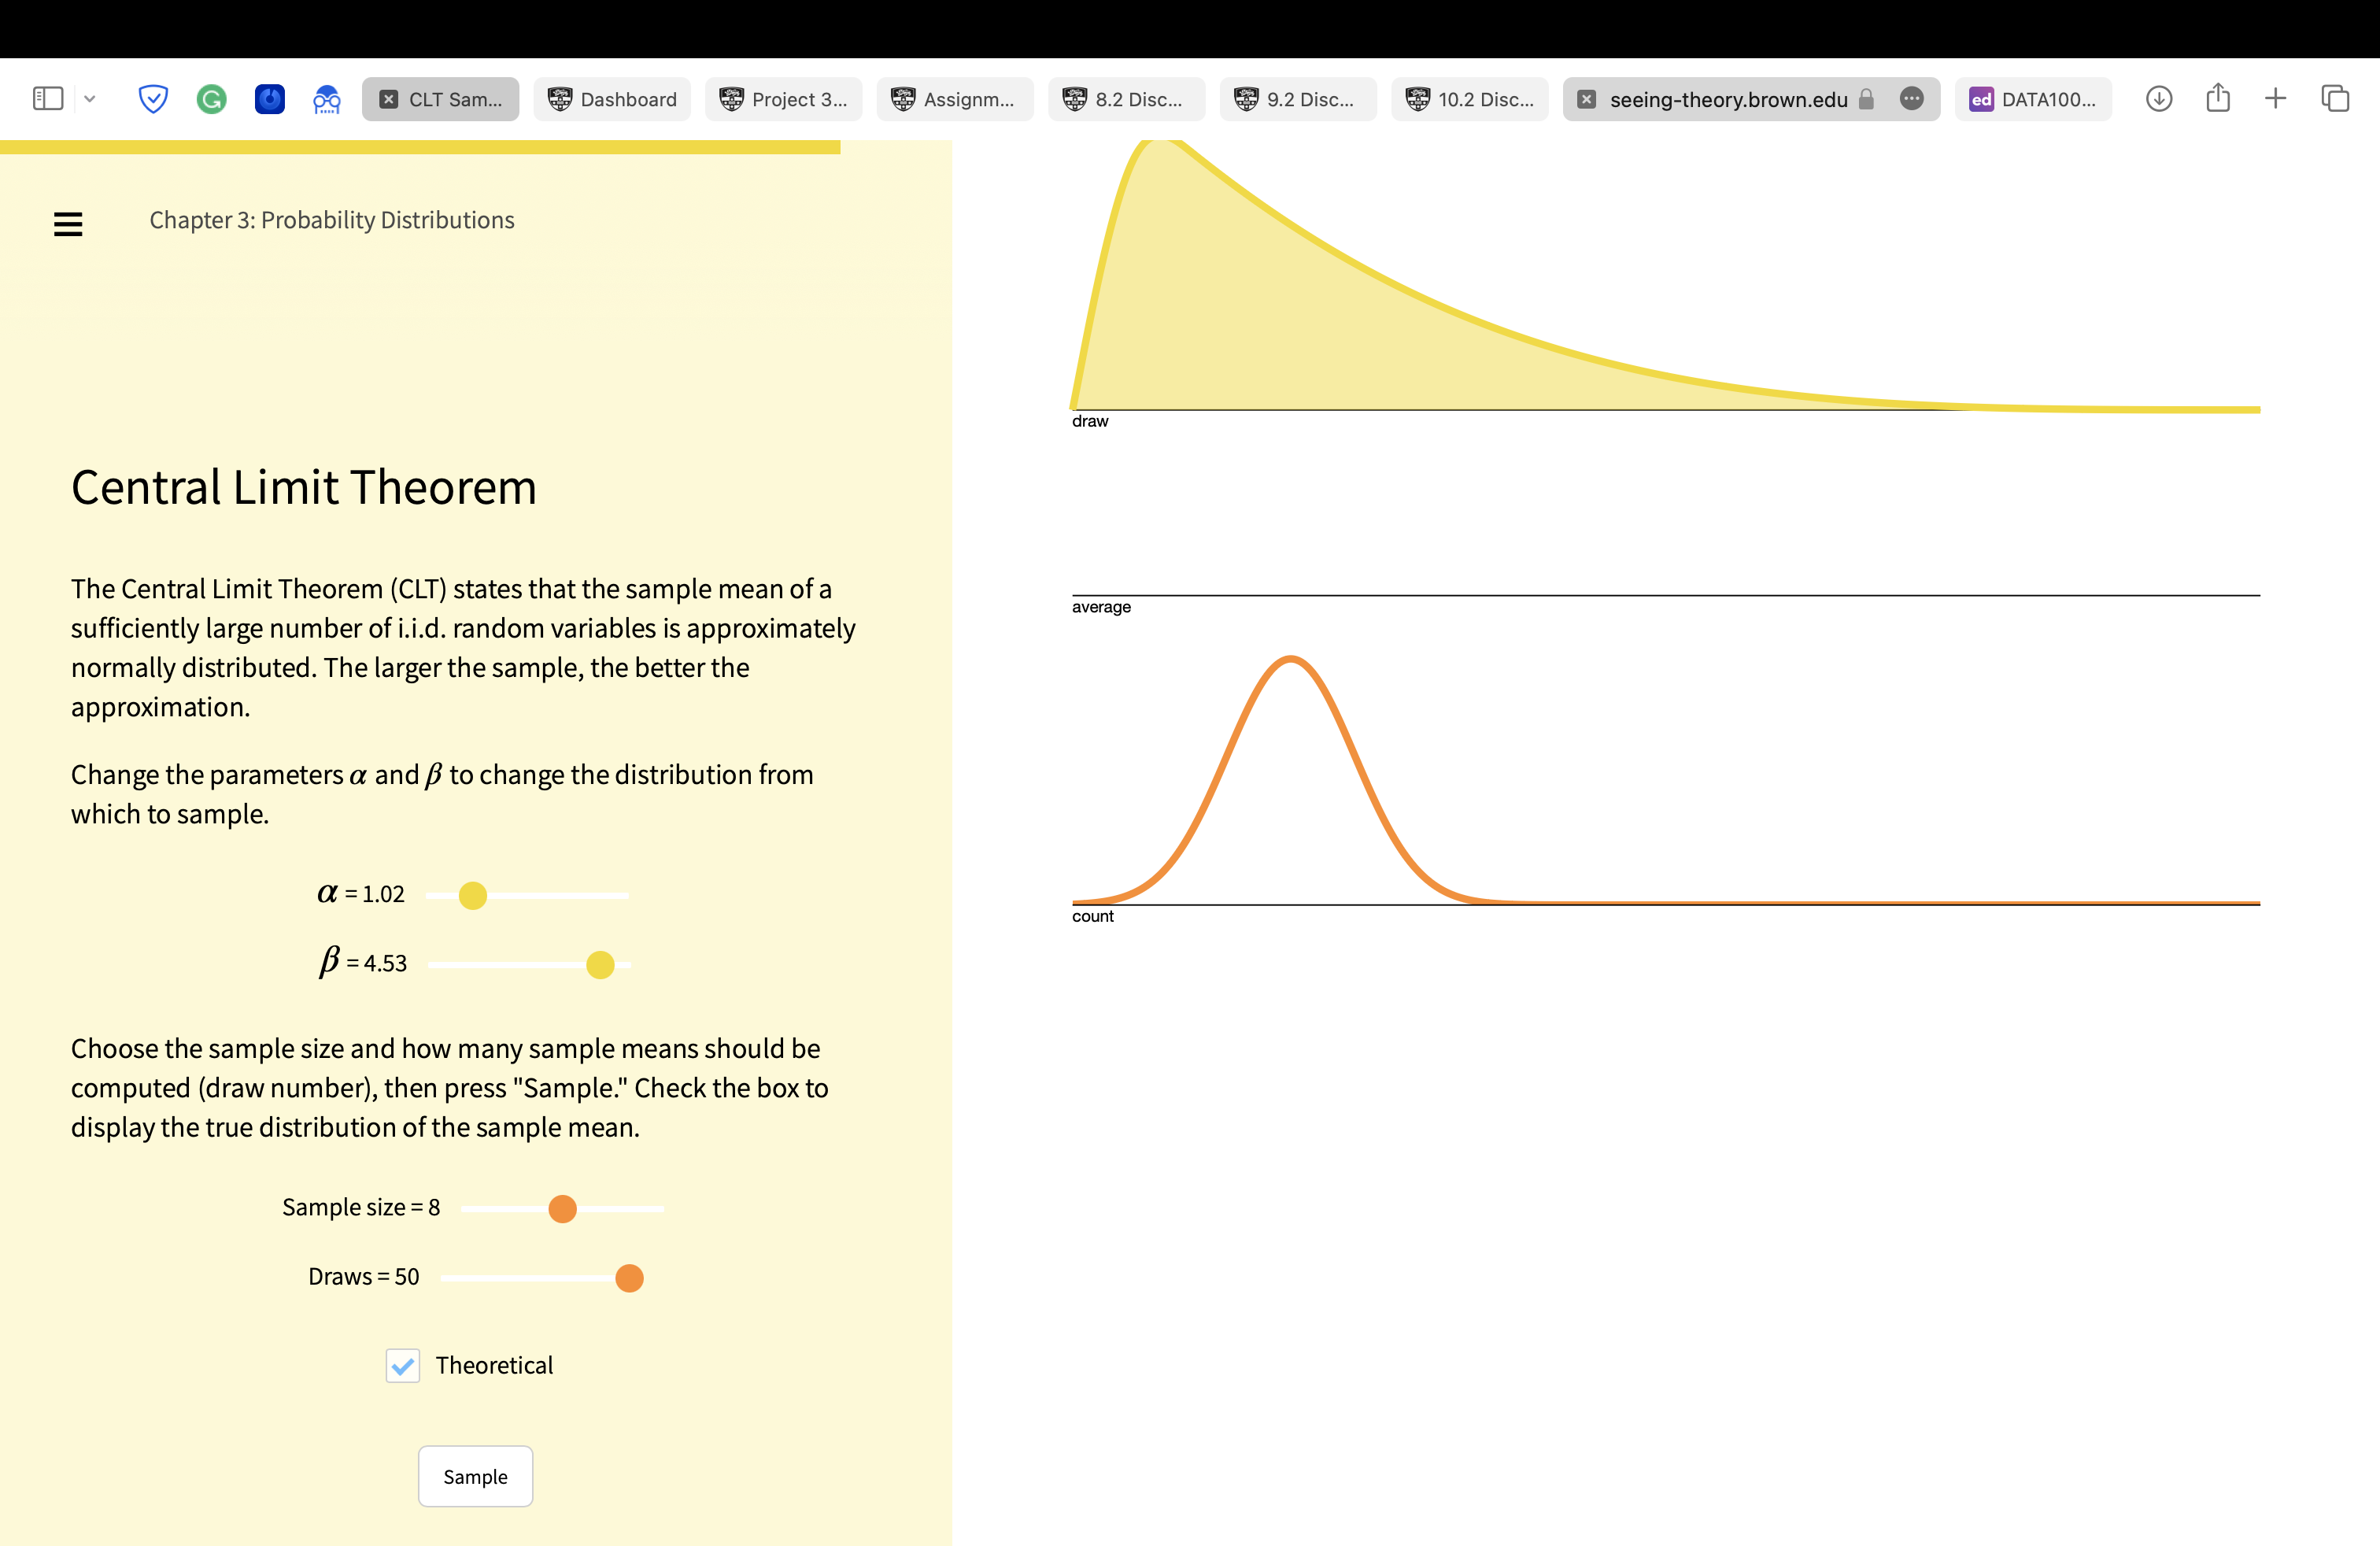 CLT Sam...
Dashboard
Project 3...
Assignm...
8.2 Disc...
9.2 Disc...
10.2 Disc...
seeing-theory.brown.edu
ed DATA100...
Chapter 3: Probability Distributions
Central Limit Theorem
The Central Limit Theorem (CLT) states that the sample mean of a
sufficiently large number of i.i.d. random variables is approximately
normally distributed. The larger the sample, the better the
approximation.
Change the parameters α and β to change the distribution from
which to sample.
α = 1.02
β = 4.53
Choose the sample size and how many sample means should be
computed (draw number), then press "Sample." Check the box to
display the true distribution of the sample mean.
Sample size = 8
Draws = 50
Theoretical
Sample
draw
average
count